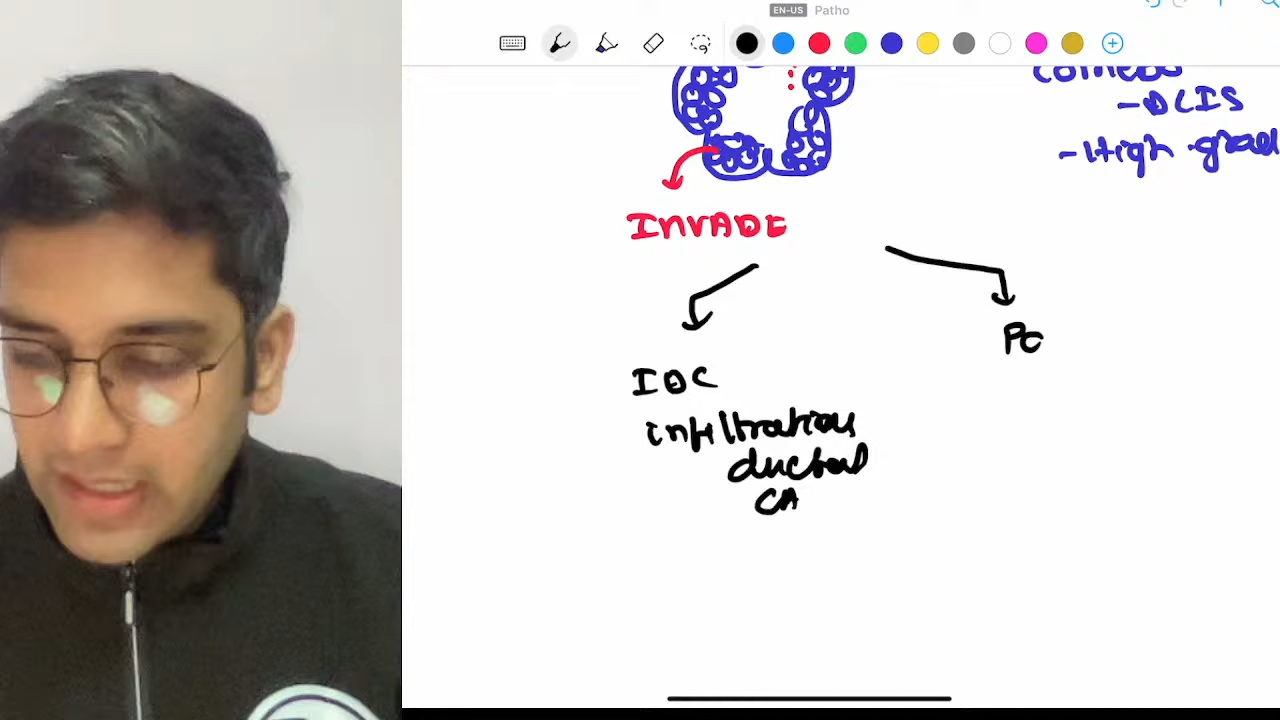 EN-US Patho
comedo
- DCIS
- High grade
INVADE
IDC
infiltrating
ductal
CA
PC